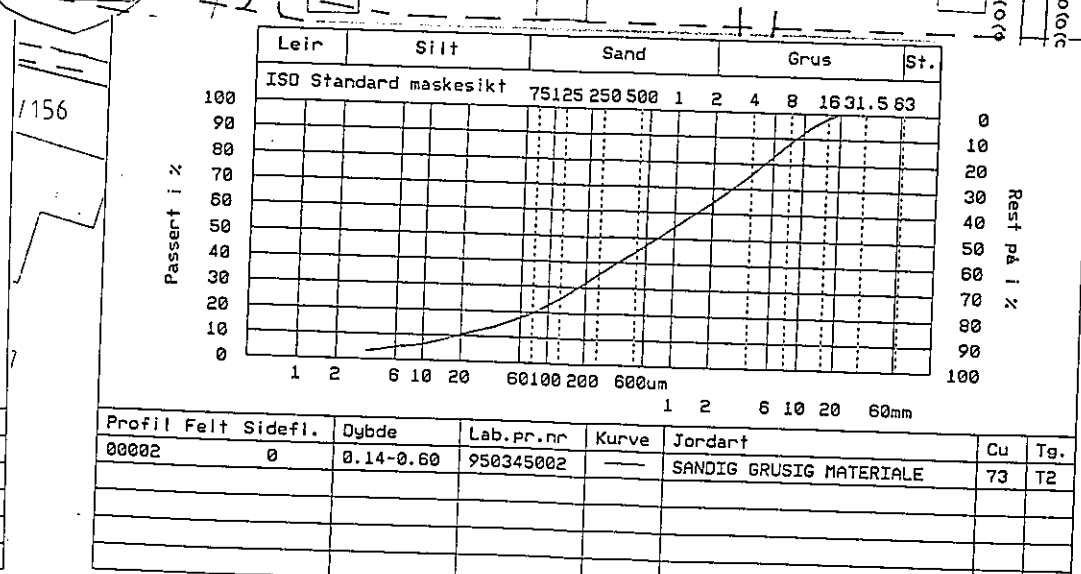 Leir Silt Sand Grus St.
ISO Standard maskesikt 75 125 250 500 1 2 4 8 16 31.5 63
/156
Passert i %
100
90
80
70
60
50
40
30
20
10
0
0
10
20
30
40
50
60
70
80
90
100
Rest på i %
1 2 6 10 20 60 100 200 600um
1 2 6 10 20 60mm
Profil Felt Sidefl. Dybde Lab.pr.nr Kurve Jordart Cu Tg.
00002 0 0.14-0.60 950345002 SANDIG GRUSIG MATERIALE 73 T2